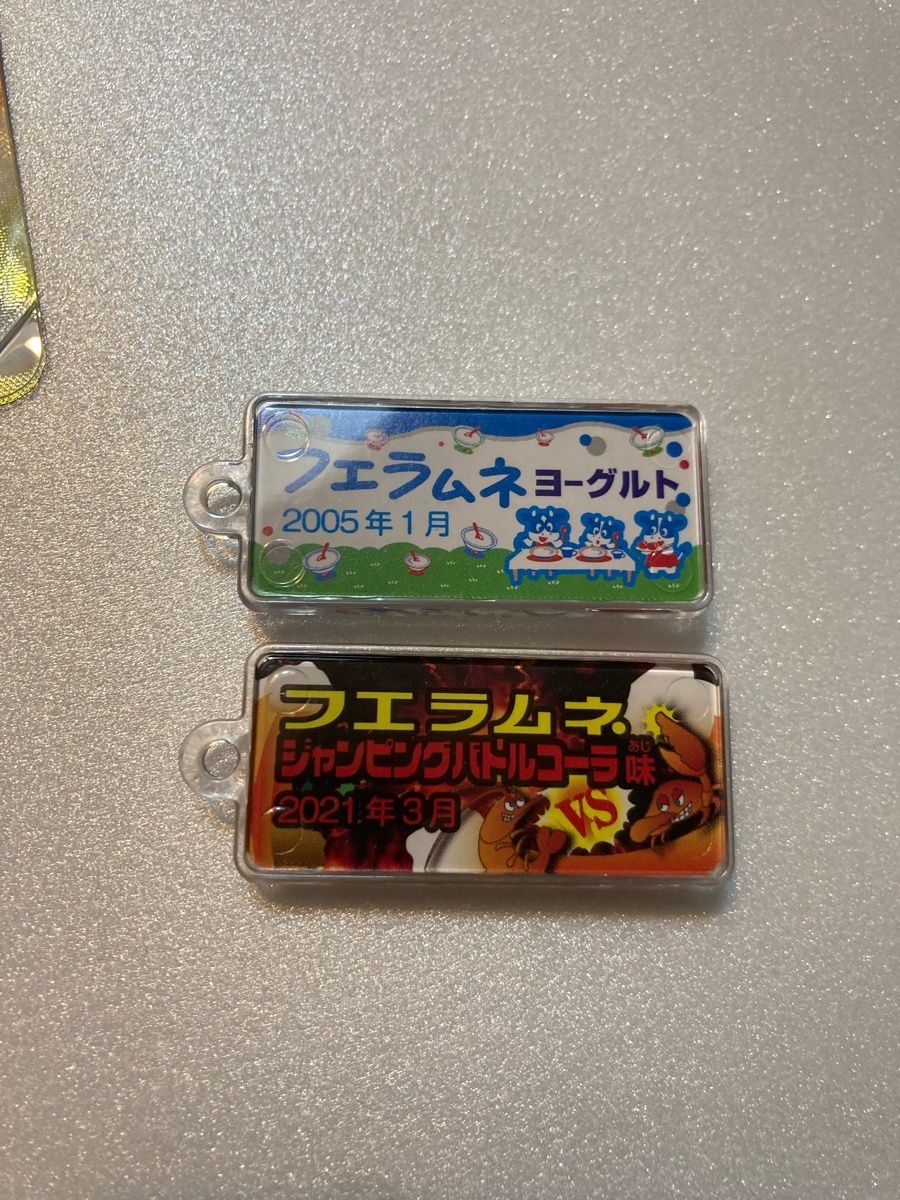 フエラムネ ヨーグルト
2005年1月
フエラムネ
ジャンピングバトルコーラ味
あじ
2021年3月
VS